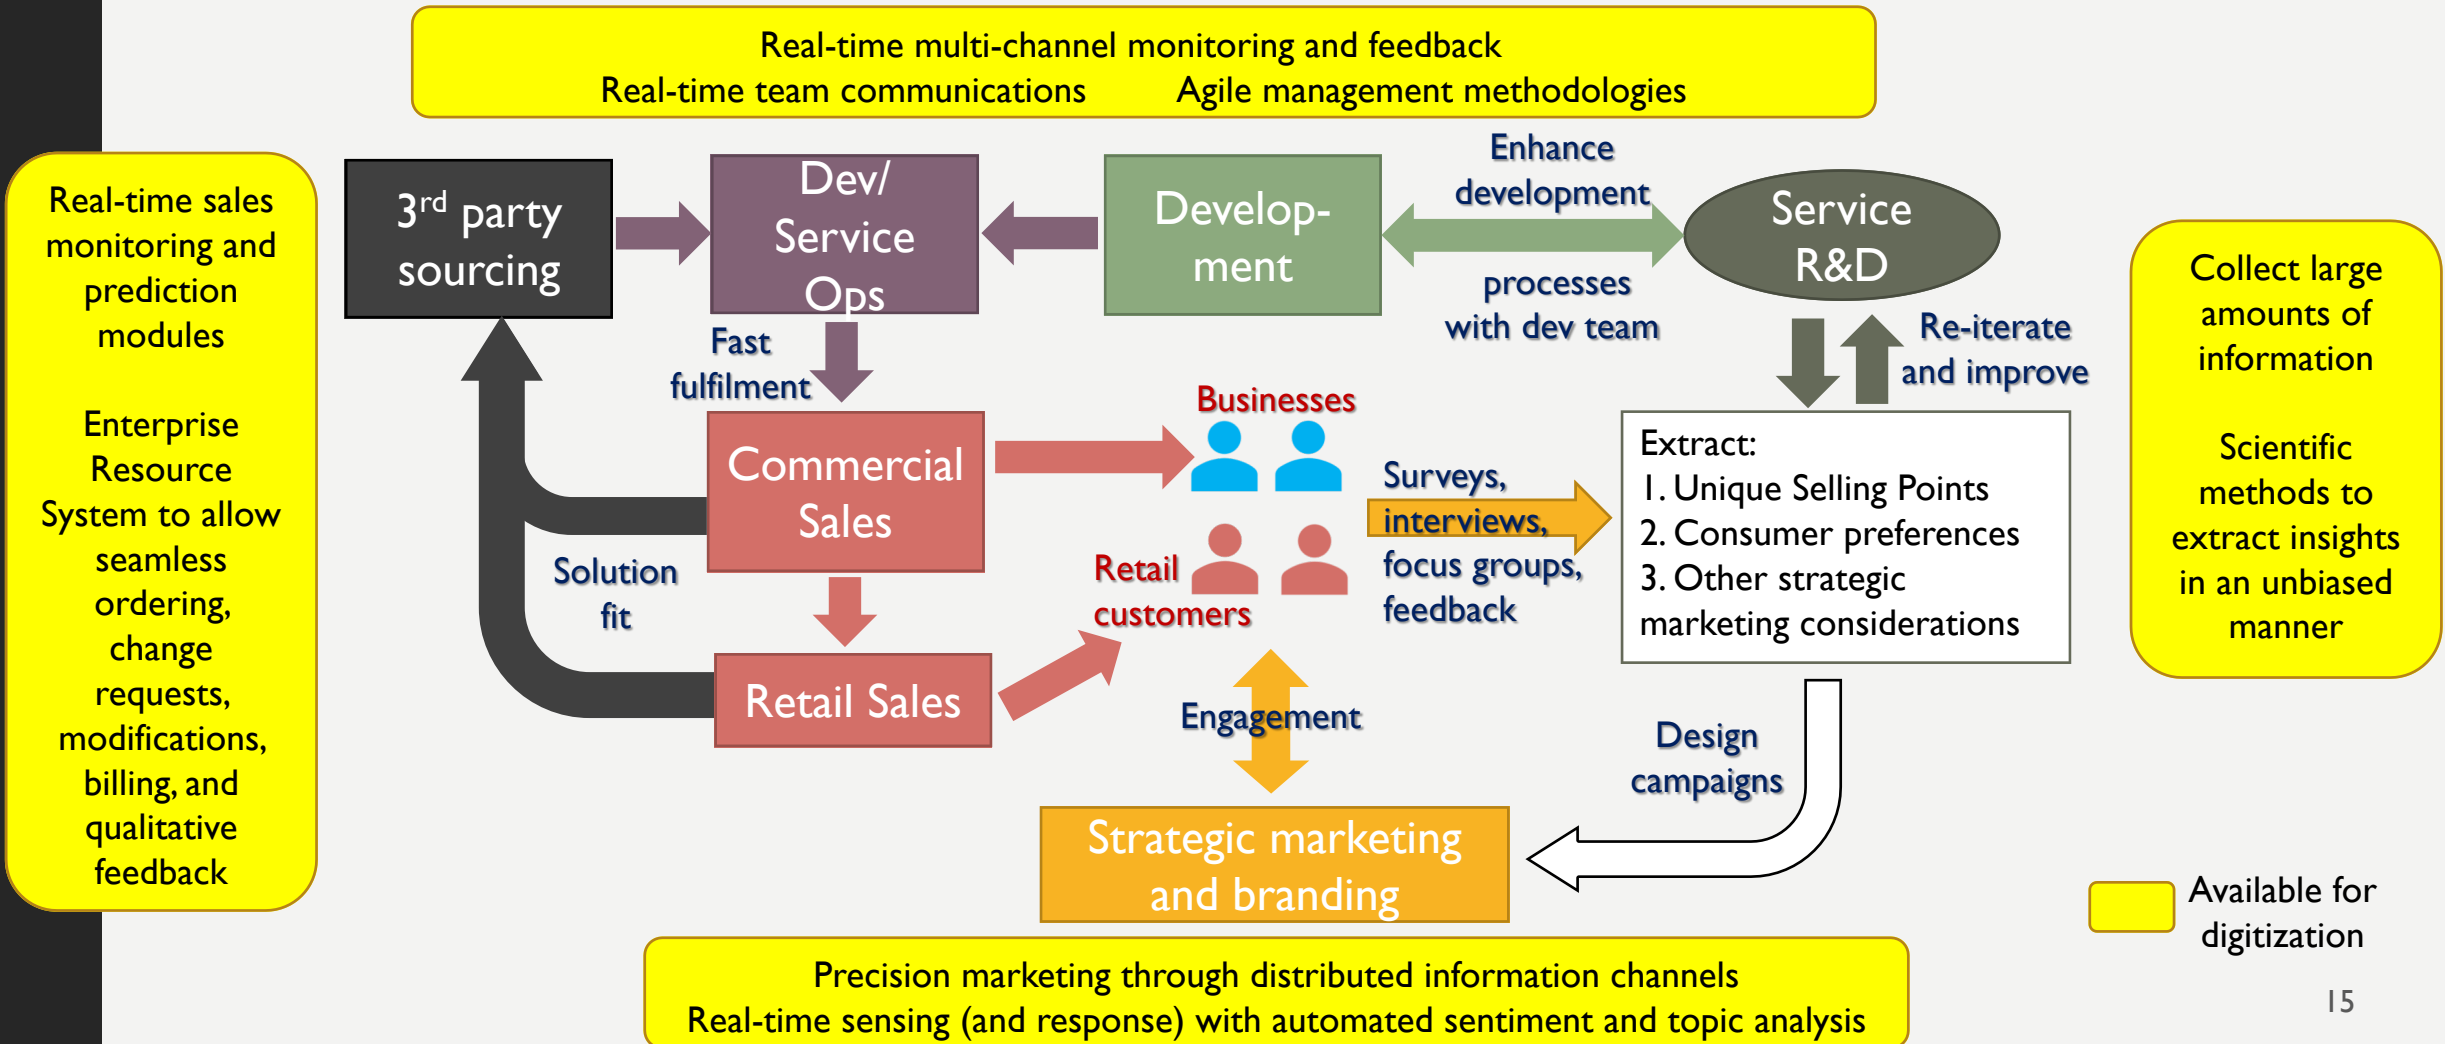 Real-time multi-channel monitoring and feedback
Real-time team communications Agile management methodologies
Real-time sales
monitoring and
prediction
modules
Enterprise
Resource
System to allow
seamless
ordering,
change
requests,
modifications,
billing, and
qualitative
feedback
3rd party
sourcing
Dev/
Service
Ops
Develop-
ment
Enhance
development
processes
with dev team
Service
R&D
Fast
fulfilment
Re-iterate
and improve
Commercial
Sales
Solution
fit
Retail Sales
Businesses
Retail
customers
Surveys,
interviews,
focus groups,
feedback
Extract:
1. Unique Selling Points
2. Consumer preferences
3. Other strategic
marketing considerations
Collect large
amounts of
information
Scientific
methods to
extract insights
in an unbiased
manner
Engagement
Design
campaigns
Strategic marketing
and branding
Available for
digitization
Precision marketing through distributed information channels
Real-time sensing (and response) with automated sentiment and topic analysis
15